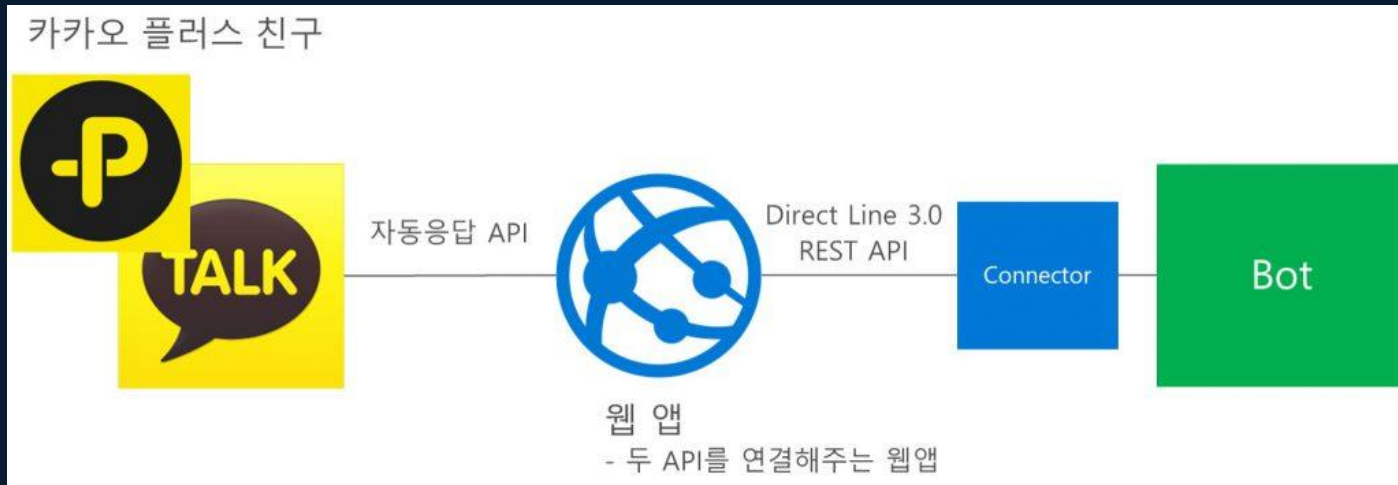 카카오 플러스 친구
P
TALK
자동응답 API
Direct Line 3.0
REST API
Connector
Bot
웹 앱
- 두 API를 연결해주는 웹앱